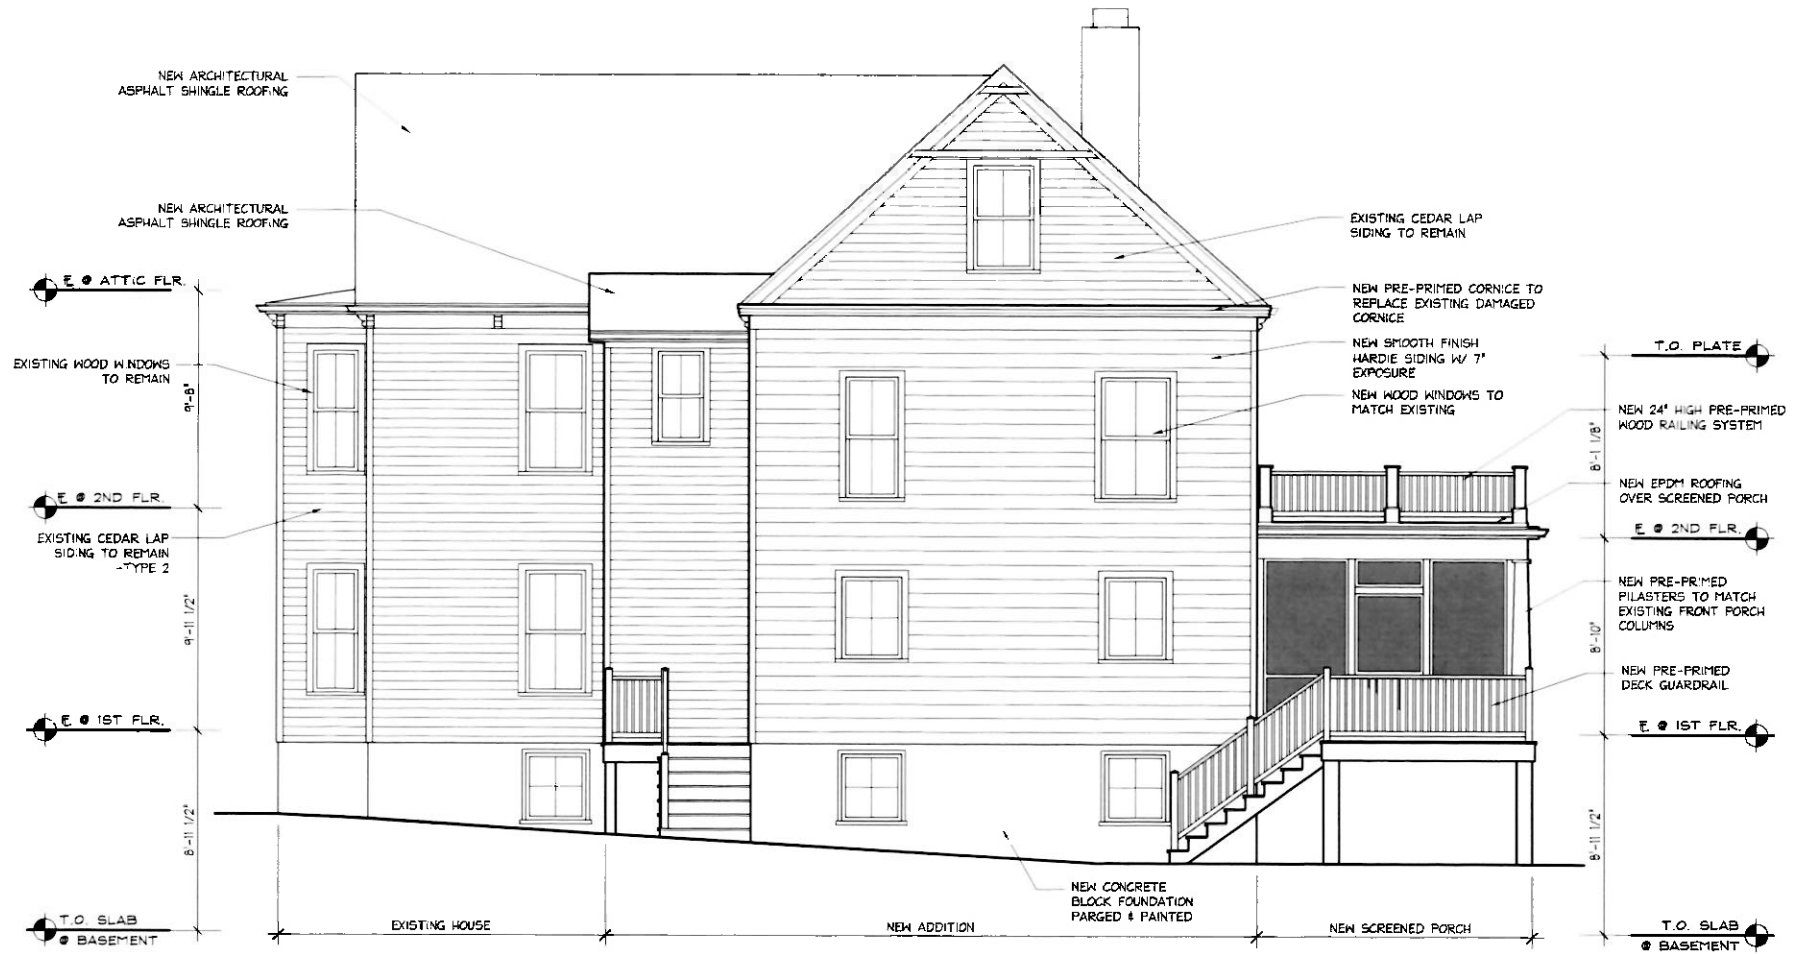 NEW ARCHITECTURAL
ASPHALT SHINGLE ROOFING
NEW ARCHITECTURAL
ASPHALT SHINGLE ROOFING
E @ ATTIC FLR.
EXISTING WOOD WINDOWS
TO REMAIN
9'-8"
E @ 2ND FLR.
EXISTING CEDAR LAP
SIDING TO REMAIN
-TYPE 2
9'-11 1/2"
E @ 1ST FLR.
8'-11 1/2"
T.O. SLAB
@ BASEMENT
EXISTING HOUSE
NEW ADDITION
NEW SCREENED PORCH
NEW CONCRETE
BLOCK FOUNDATION
PARGED & PAINTED
EXISTING CEDAR LAP
SIDING TO REMAIN
NEW PRE-PRIMED CORNICE TO
REPLACE EXISTING DAMAGED
CORNICE
NEW SMOOTH FINISH
HARDIE SIDING W/ 7"
EXPOSURE
NEW WOOD WINDOWS TO
MATCH EXISTING
T.O. PLATE
NEW 24" HIGH PRE-PRIMED
WOOD RAILING SYSTEM
8'-1 1/8"
NEW EPDM ROOFING
OVER SCREENED PORCH
E @ 2ND FLR.
NEW PRE-PRIMED
PILASTERS TO MATCH
EXISTING FRONT PORCH
COLUMNS
8'-10"
NEW PRE-PRIMED
DECK GUARDRAIL
E @ 1ST FLR.
8'-11 1/2"
T.O. SLAB
@ BASEMENT